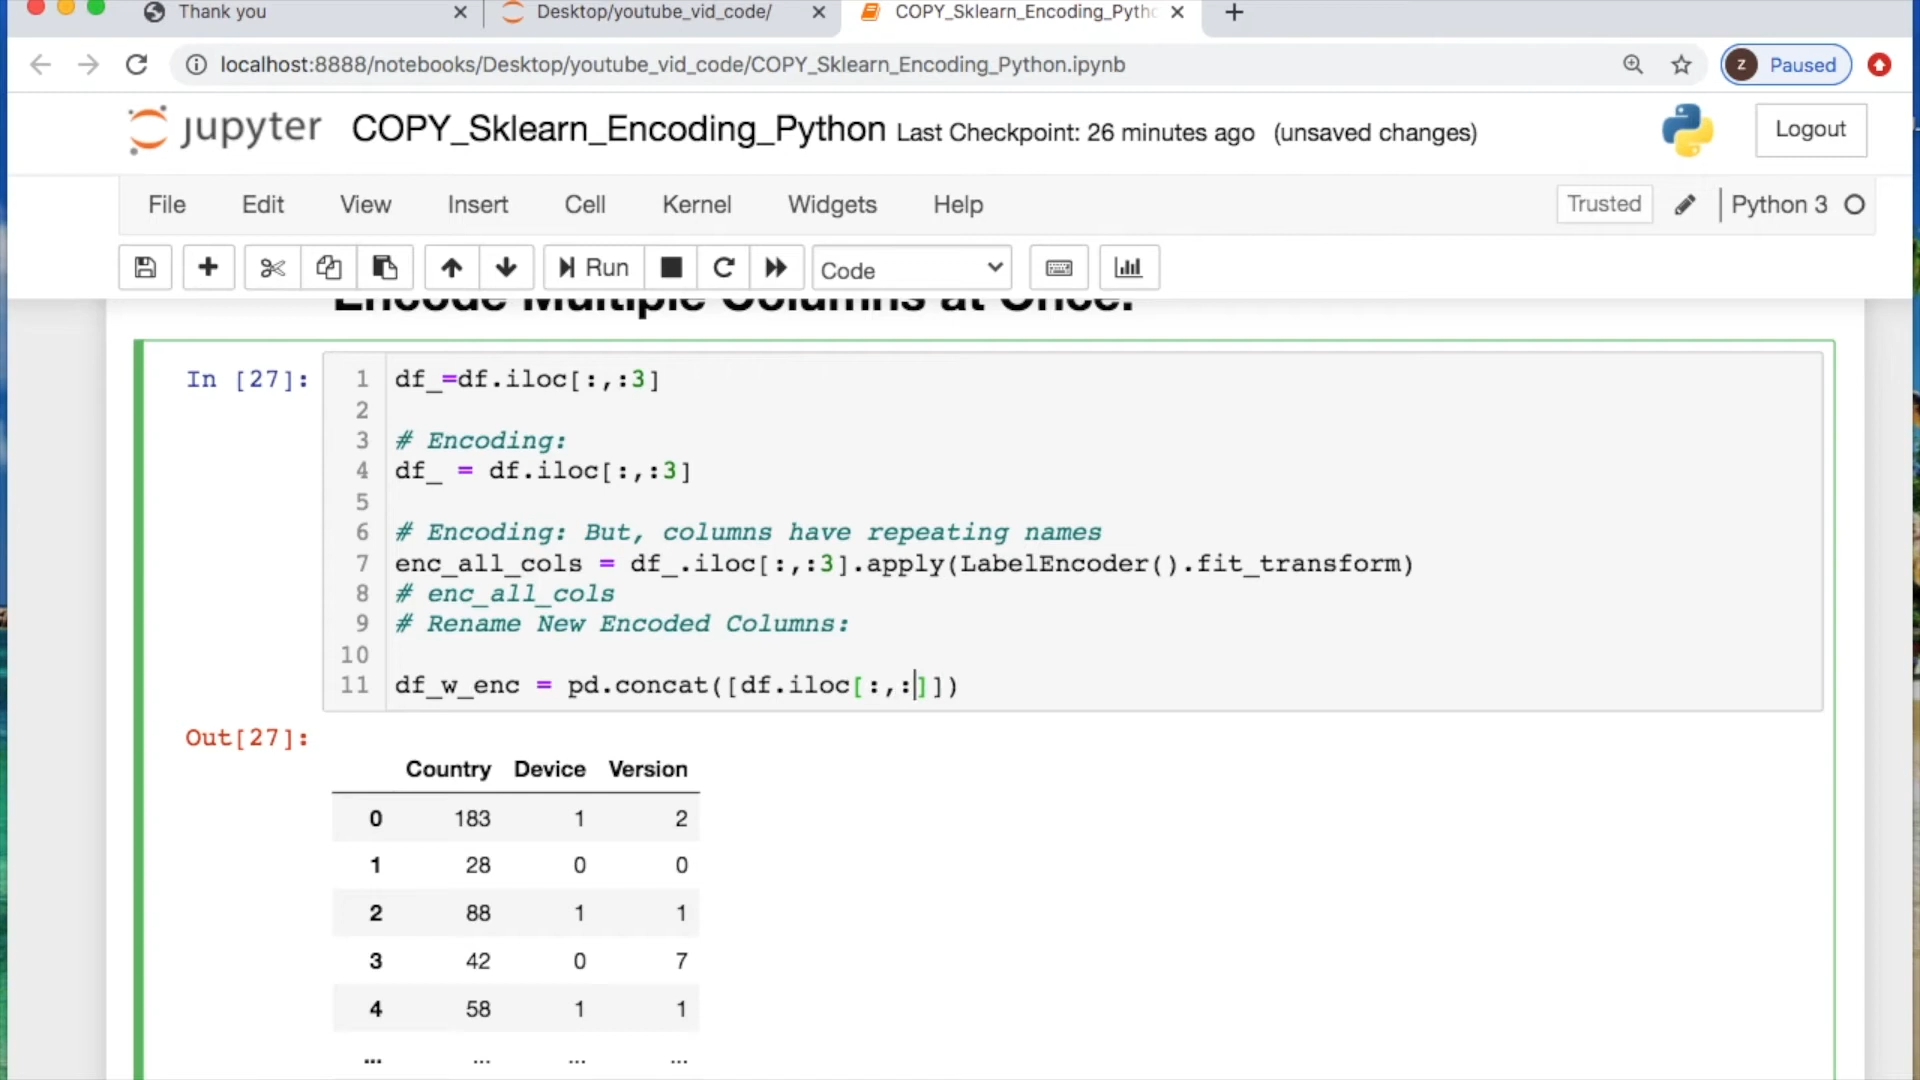 Thank you
Desktop/youtube_vid_code/
COPY_Sklearn_Encoding_Pytho
localhost:8888/notebooks/Desktop/youtube_vid_code/COPY_Sklearn_Encoding_Python.ipynb
z Paused
jupyter COPY_Sklearn_Encoding_Python Last Checkpoint: 26 minutes ago (unsaved changes)
Logout
File Edit View Insert Cell Kernel Widgets Help
Trusted Python 3
Run Code
Encode Multiple Columns at Once:
In [27]:
1 df_=df.iloc[:,:3]
2
3 # Encoding:
4 df_ = df.iloc[:,:3]
5
6 # Encoding: But, columns have repeating names
7 enc_all_cols = df_.iloc[:,:3].apply(LabelEncoder().fit_transform)
8 # enc_all_cols
9 # Rename New Encoded Columns:
10
11 df_w_enc = pd.concat([df.iloc[:,:]])
Out[27]:
Country Device Version
0 183 1 2
1 28 0 0
2 88 1 1
3 42 0 7
4 58 1 1
... ... ... ...